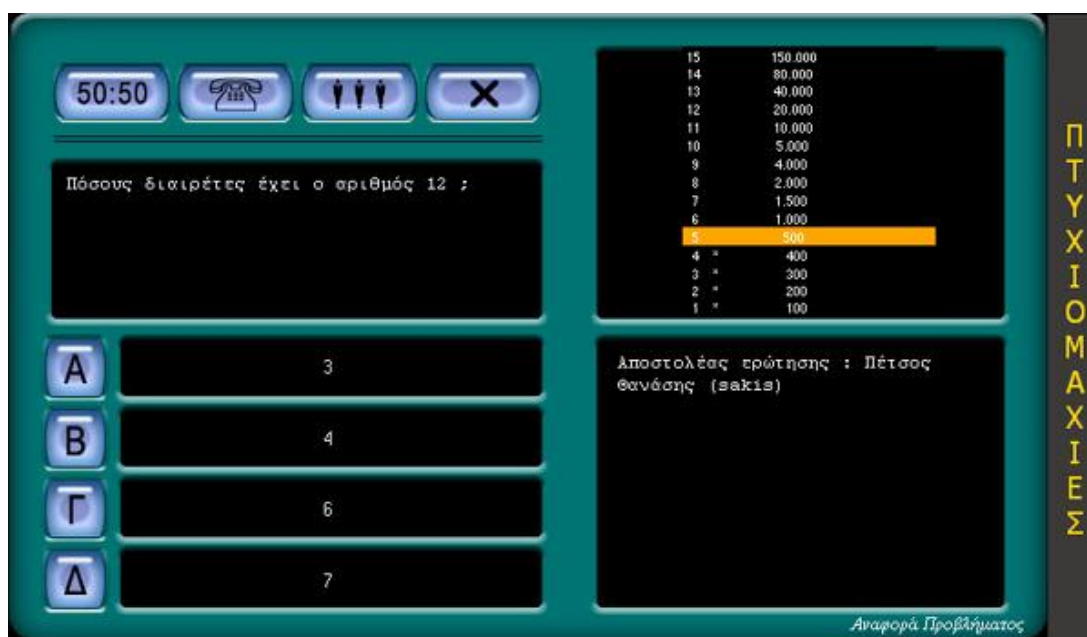 50:50
Πόσους διαιρέτες έχει ο αριθμός 12 ;
Α 3
Β 4
Γ 6
Δ 7
15 150.000
14 80.000
13 40.000
12 20.000
11 10.000
10 5.000
9 4.000
8 2.000
7 1.500
6 1.000
5 500
4 * 400
3 * 300
2 * 200
1 * 100
Αποστολέας ερώτησης : Πέτσος
Θανάσης (sakis)
Αναφορά Προβλήματος
ΠΤΥΧΙΟΜΑΧΙΕΣ